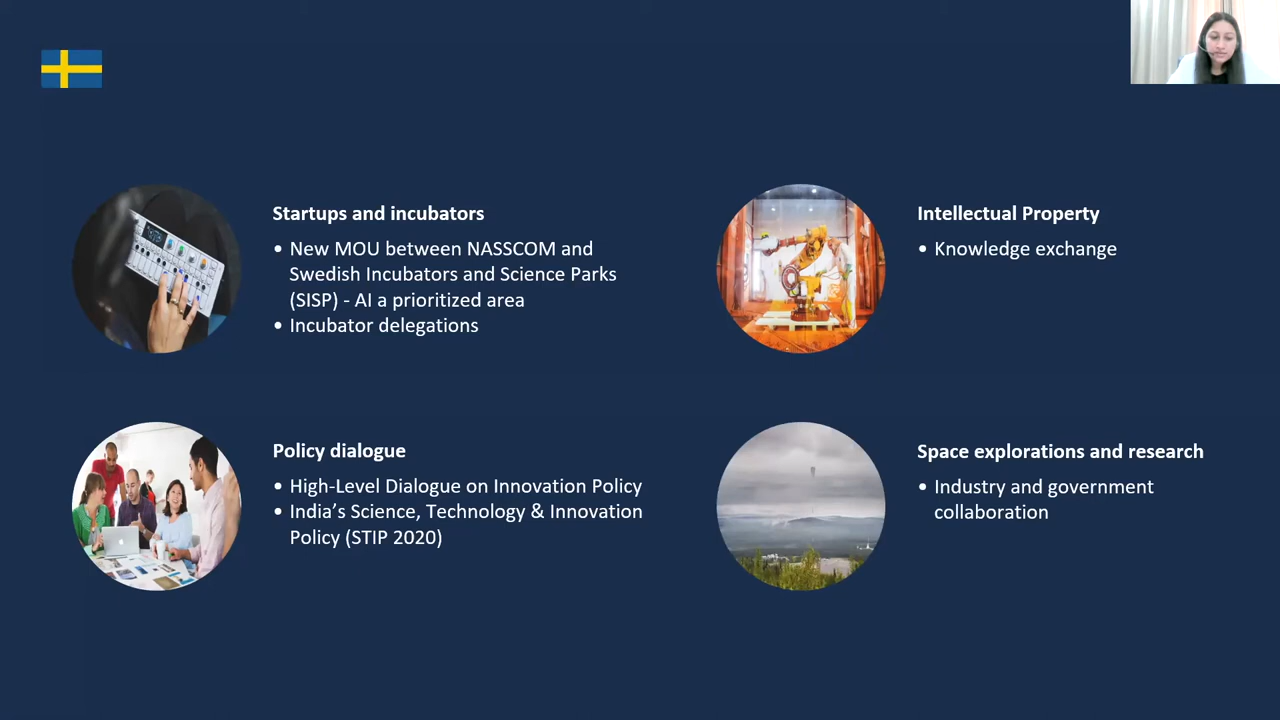 Startups and incubators
• New MOU between NASSCOM and
Swedish Incubators and Science Parks
(SISP) - AI a prioritized area
• Incubator delegations
Intellectual Property
• Knowledge exchange
Policy dialogue
• High-Level Dialogue on Innovation Policy
• India’s Science, Technology & Innovation
Policy (STIP 2020)
Space explorations and research
• Industry and government
collaboration